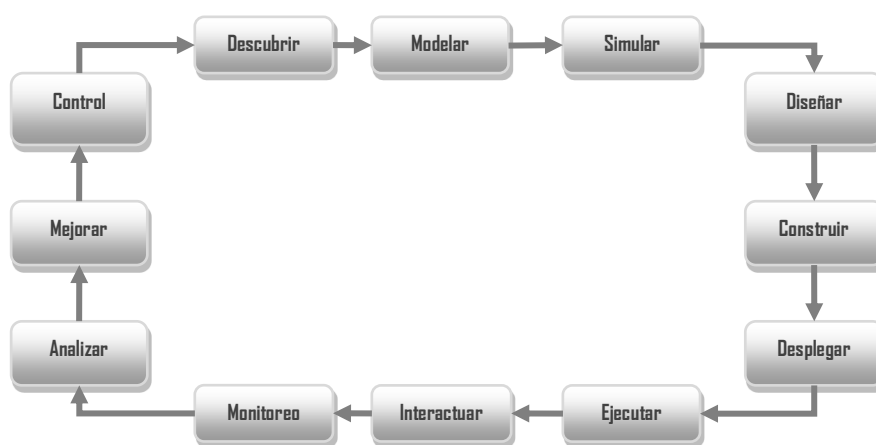 Descubrir
Modelar
Simular
Diseñar
Construir
Desplegar
Ejecutar
Interactuar
Monitoreo
Analizar
Mejorar
Control